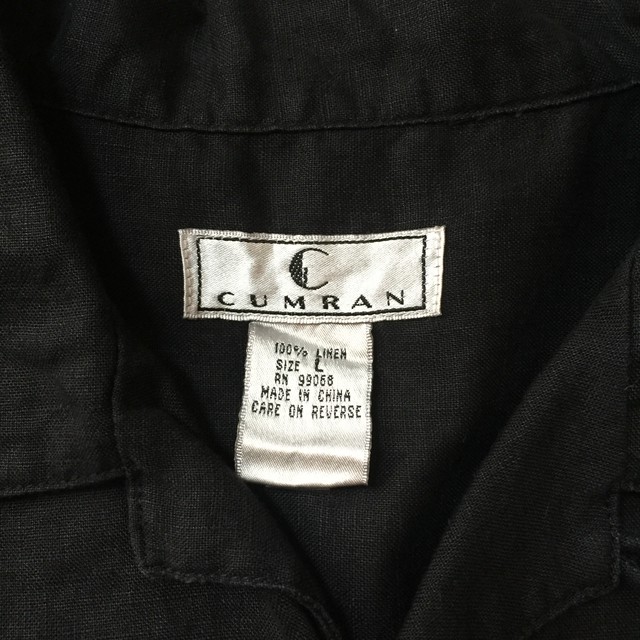 CUMRAN
100% LINEN
SIZE L
RN 99068
MADE IN CHINA
CARE ON REVERSE